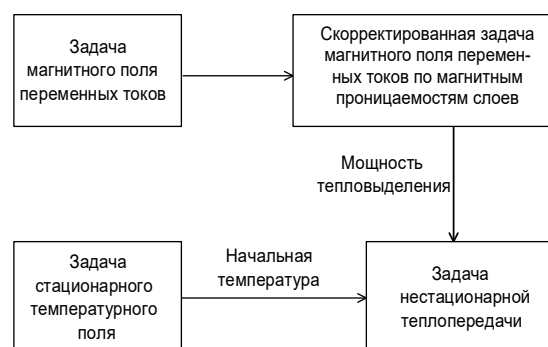 Задача
магнитного поля
переменных токов
Скорректированная задача
магнитного поля перемен-
ных токов по магнитным
проницаемостям слоев
Мощность
тепловыделения
Задача
стационарного
температурного
поля
Начальная
температура
Задача
нестационарной
теплопередачи